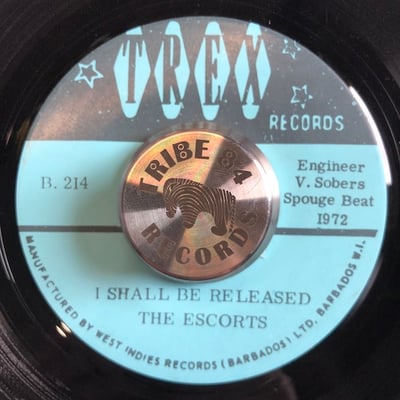 TREX
RECORDS
B. 214
Engineer
V. Sobers
Spouge Beat
1972
TRIBE 84
RECORDS
I SHALL BE RELEASED
THE ESCORTS
MANUFACTURED BY WEST INDIES RECORDS (BARBADOS) LTD. BARBADOS W.I.